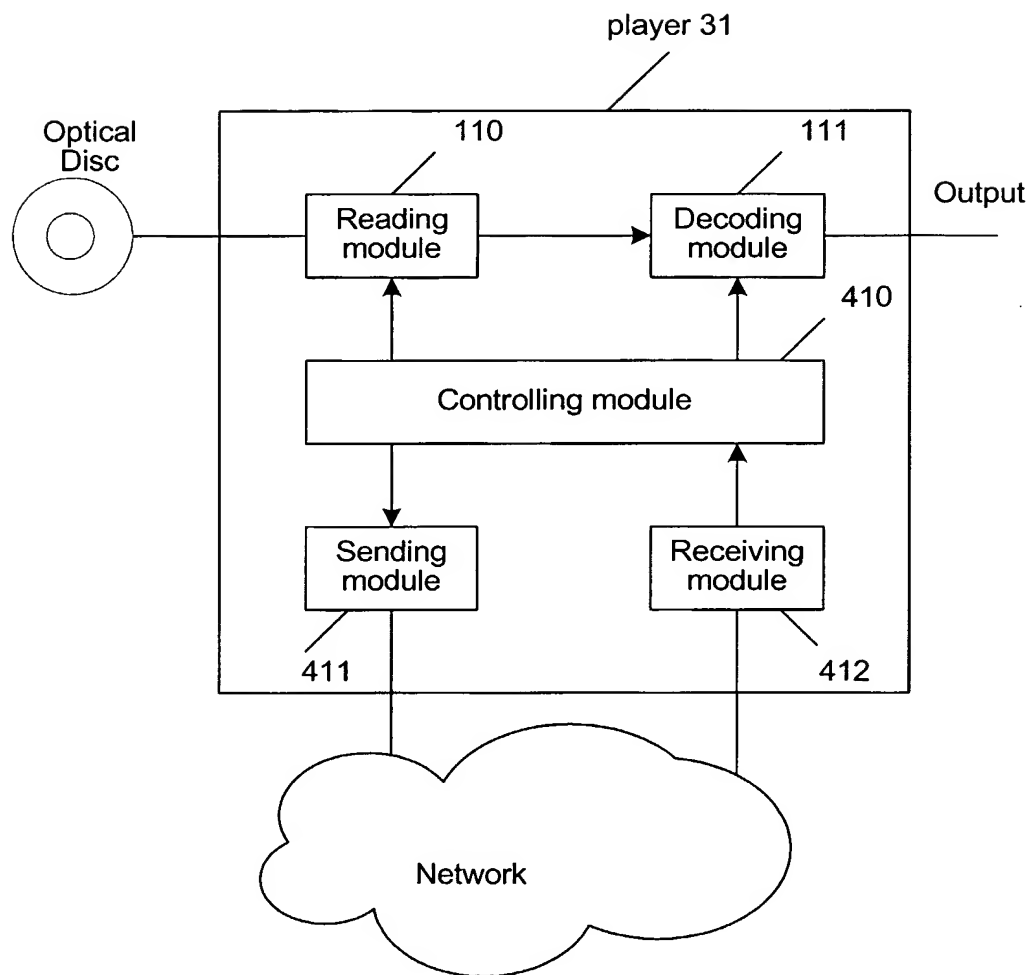 player 31
Optical
Disc
110
111
Output
Reading
module
Decoding
module
410
Controlling module
Sending
module
Receiving
module
411
412
Network